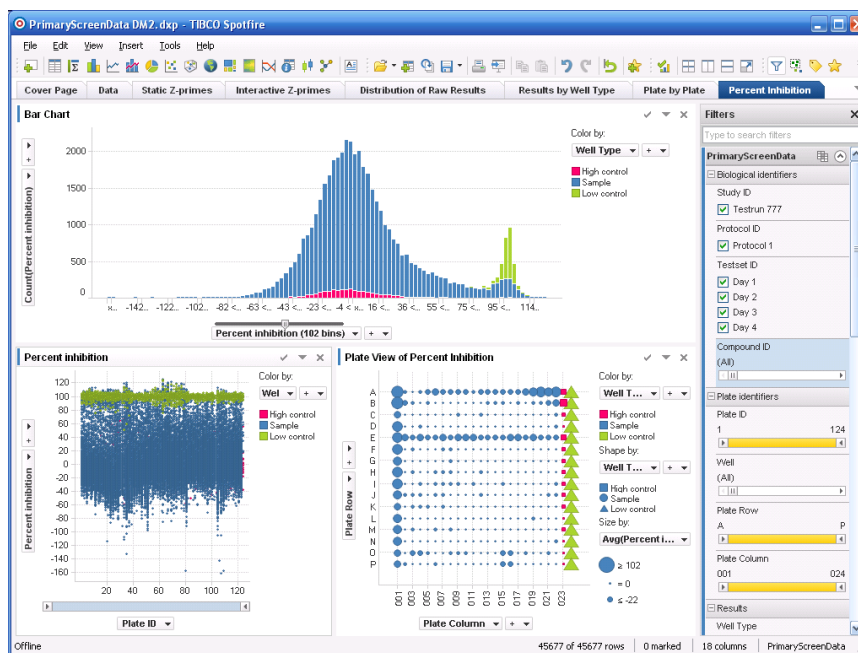 PrimaryScreenData DM2.dxp - TIBCO Spotfire
File Edit View Insert Tools Help
Cover Page Data Static Z-primes Interactive Z-primes Distribution of Raw Results Results by Well Type Plate by Plate Percent Inhibition
Bar Chart
Count(Percent inhibition)
2000
1500
1000
500
0
Color by:
Well Type
High control
Sample
Low control
×... -142... -122... -102... -82 <... -63 <... -43 <... -23 <... -4 < ×... 16 <... 36 <... 55 <... 75 <... 95 <... 114...
Percent inhibition (102 bins)
Percent inhibition
Percent inhibition
120
100
80
60
40
20
0
-20
-40
-60
-80
-100
-120
-140
-160
20 40 60 80 100 120
Plate ID
Color by:
Wel
High control
Sample
Low control
Plate View of Percent Inhibition
Plate Row
A
B
C
D
E
F
G
H
I
J
K
L
M
N
O
P
001 003 005 007 009 011 013 015 017 019 021 023
Plate Column
Color by:
Well T...
High control
Sample
Low control
Shape by:
Well T...
High control
Sample
Low control
Size by:
Avg(Percent i...
≥ 102
= 0
≤ -22
Filters
Type to search filters
PrimaryScreenData
Biological identifiers
Study ID
Testrun 777
Protocol ID
Protocol 1
Testset ID
Day 1
Day 2
Day 3
Day 4
Compound ID
(All)
Plate identifiers
Plate ID
1 124
Well
(All)
Plate Row
A P
Plate Column
001 024
Results
Well Type
Offline 45677 of 45677 rows 0 marked 18 columns PrimaryScreenData